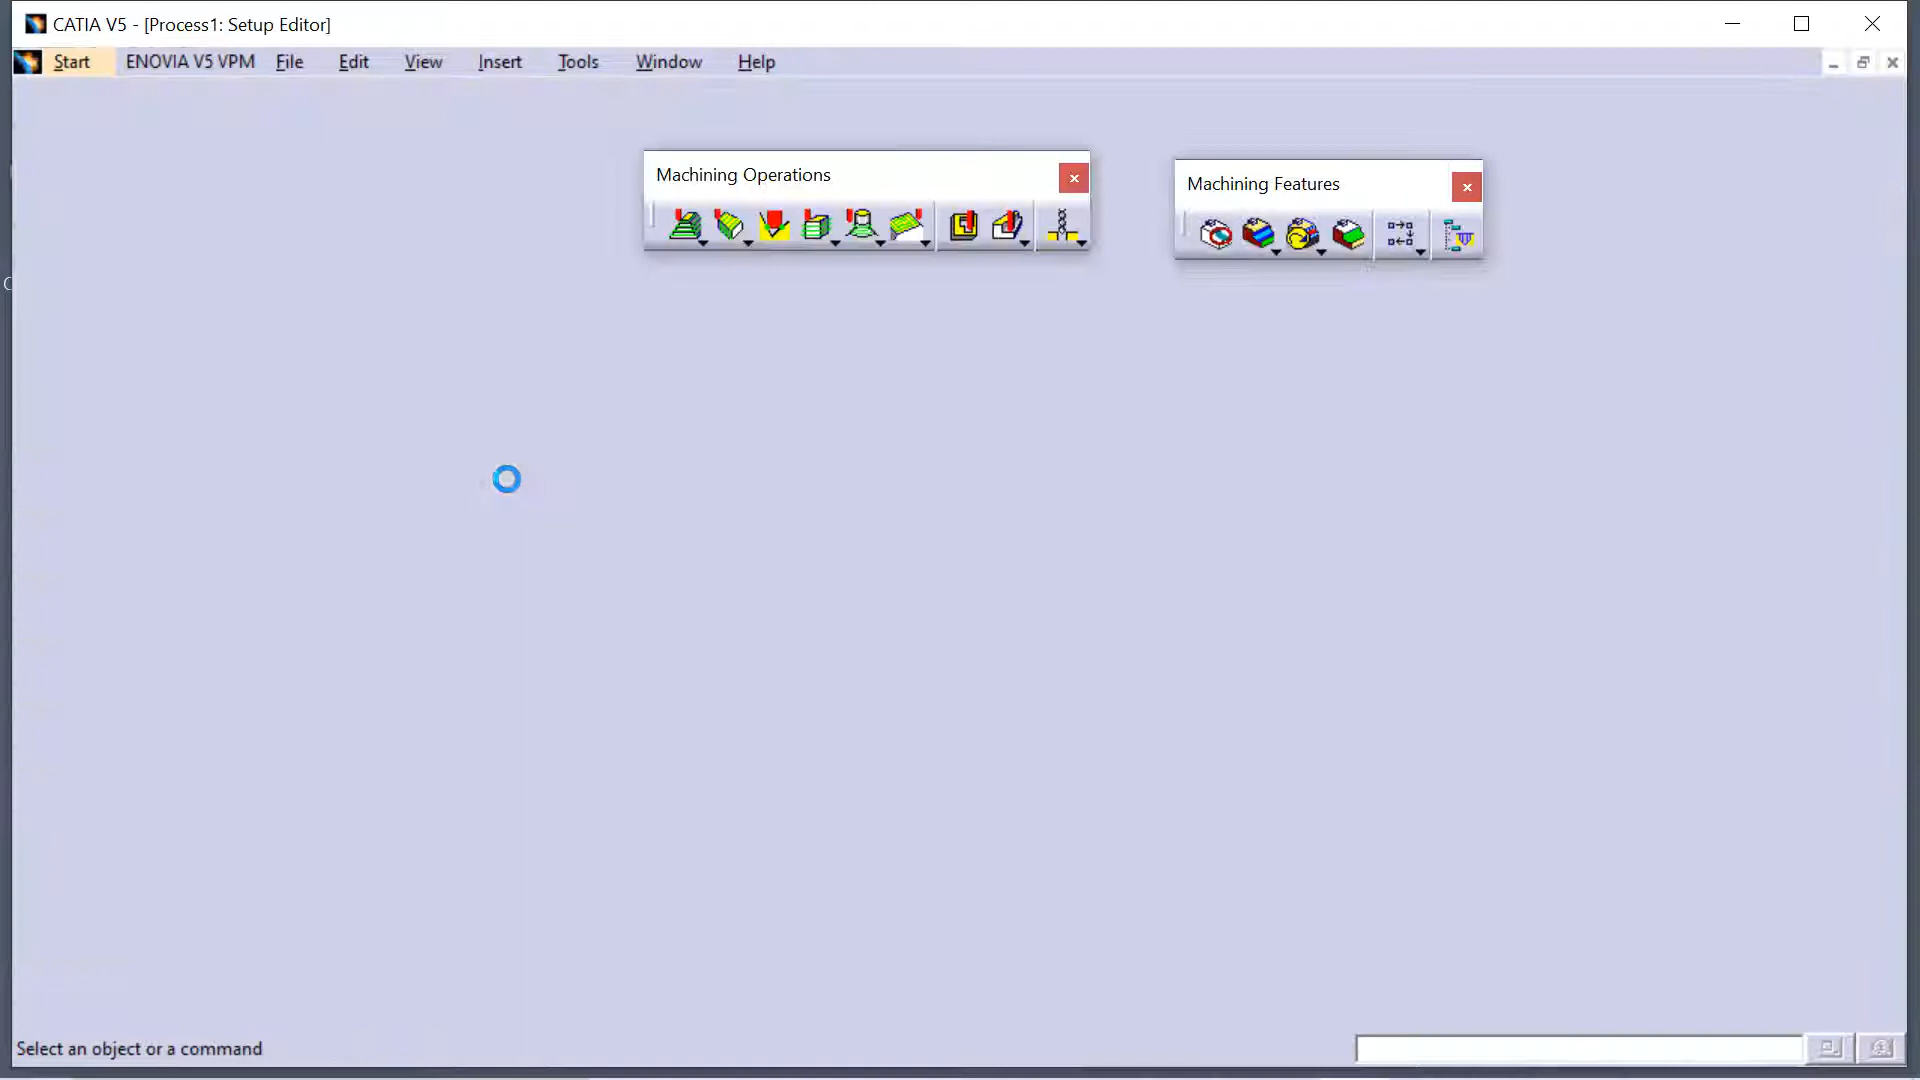 CATIA V5 - [Process1: Setup Editor]
Start ENOVIA V5 VPM File Edit View Insert Tools Window Help
Machining Operations
Machining Features
Select an object or a command